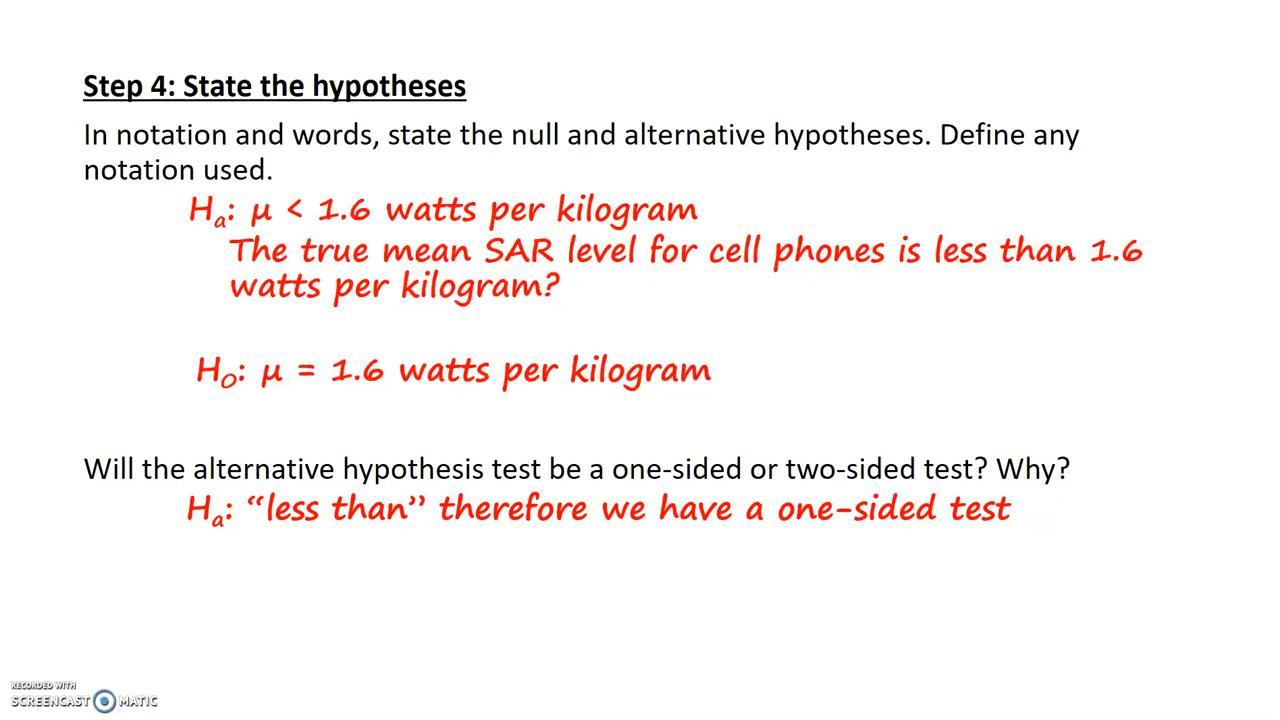 Step 4: State the hypotheses
In notation and words, state the null and alternative hypotheses. Define any
notation used.
Hₐ: μ < 1.6 watts per kilogram
The true mean SAR level for cell phones is less than 1.6
watts per kilogram?
H₀: μ = 1.6 watts per kilogram
Will the alternative hypothesis test be a one-sided or two-sided test? Why?
Hₐ: “less than” therefore we have a one-sided test
RECORDED WITH
SCREENCAST MATIC